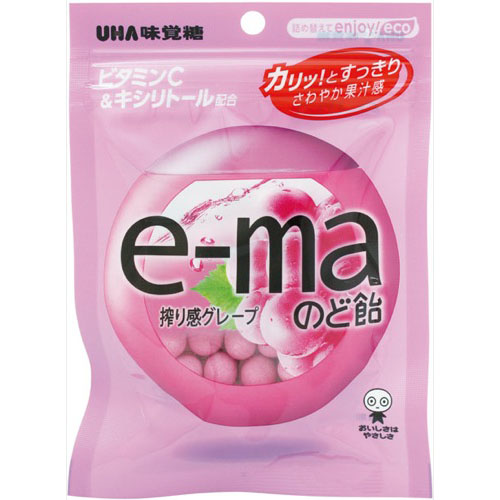 UHA味覚糖
詰め替えてenjoy!eco
ビタミンC
&キシリトール配合
カリッ!とすっきり
さわやか果汁感
e-ma
搾り感グレープ
のど飴
おいしさは
やさしさ